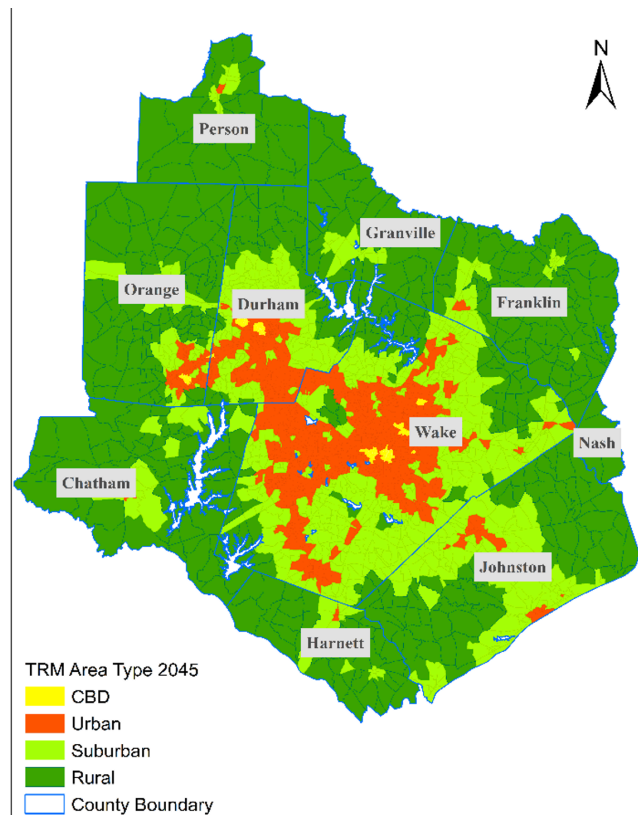 N
Person
Granville
Orange
Durham
Franklin
Wake
Nash
Chatham
Johnston
Harnett
TRM Area Type 2045
CBD
Urban
Suburban
Rural
County Boundary